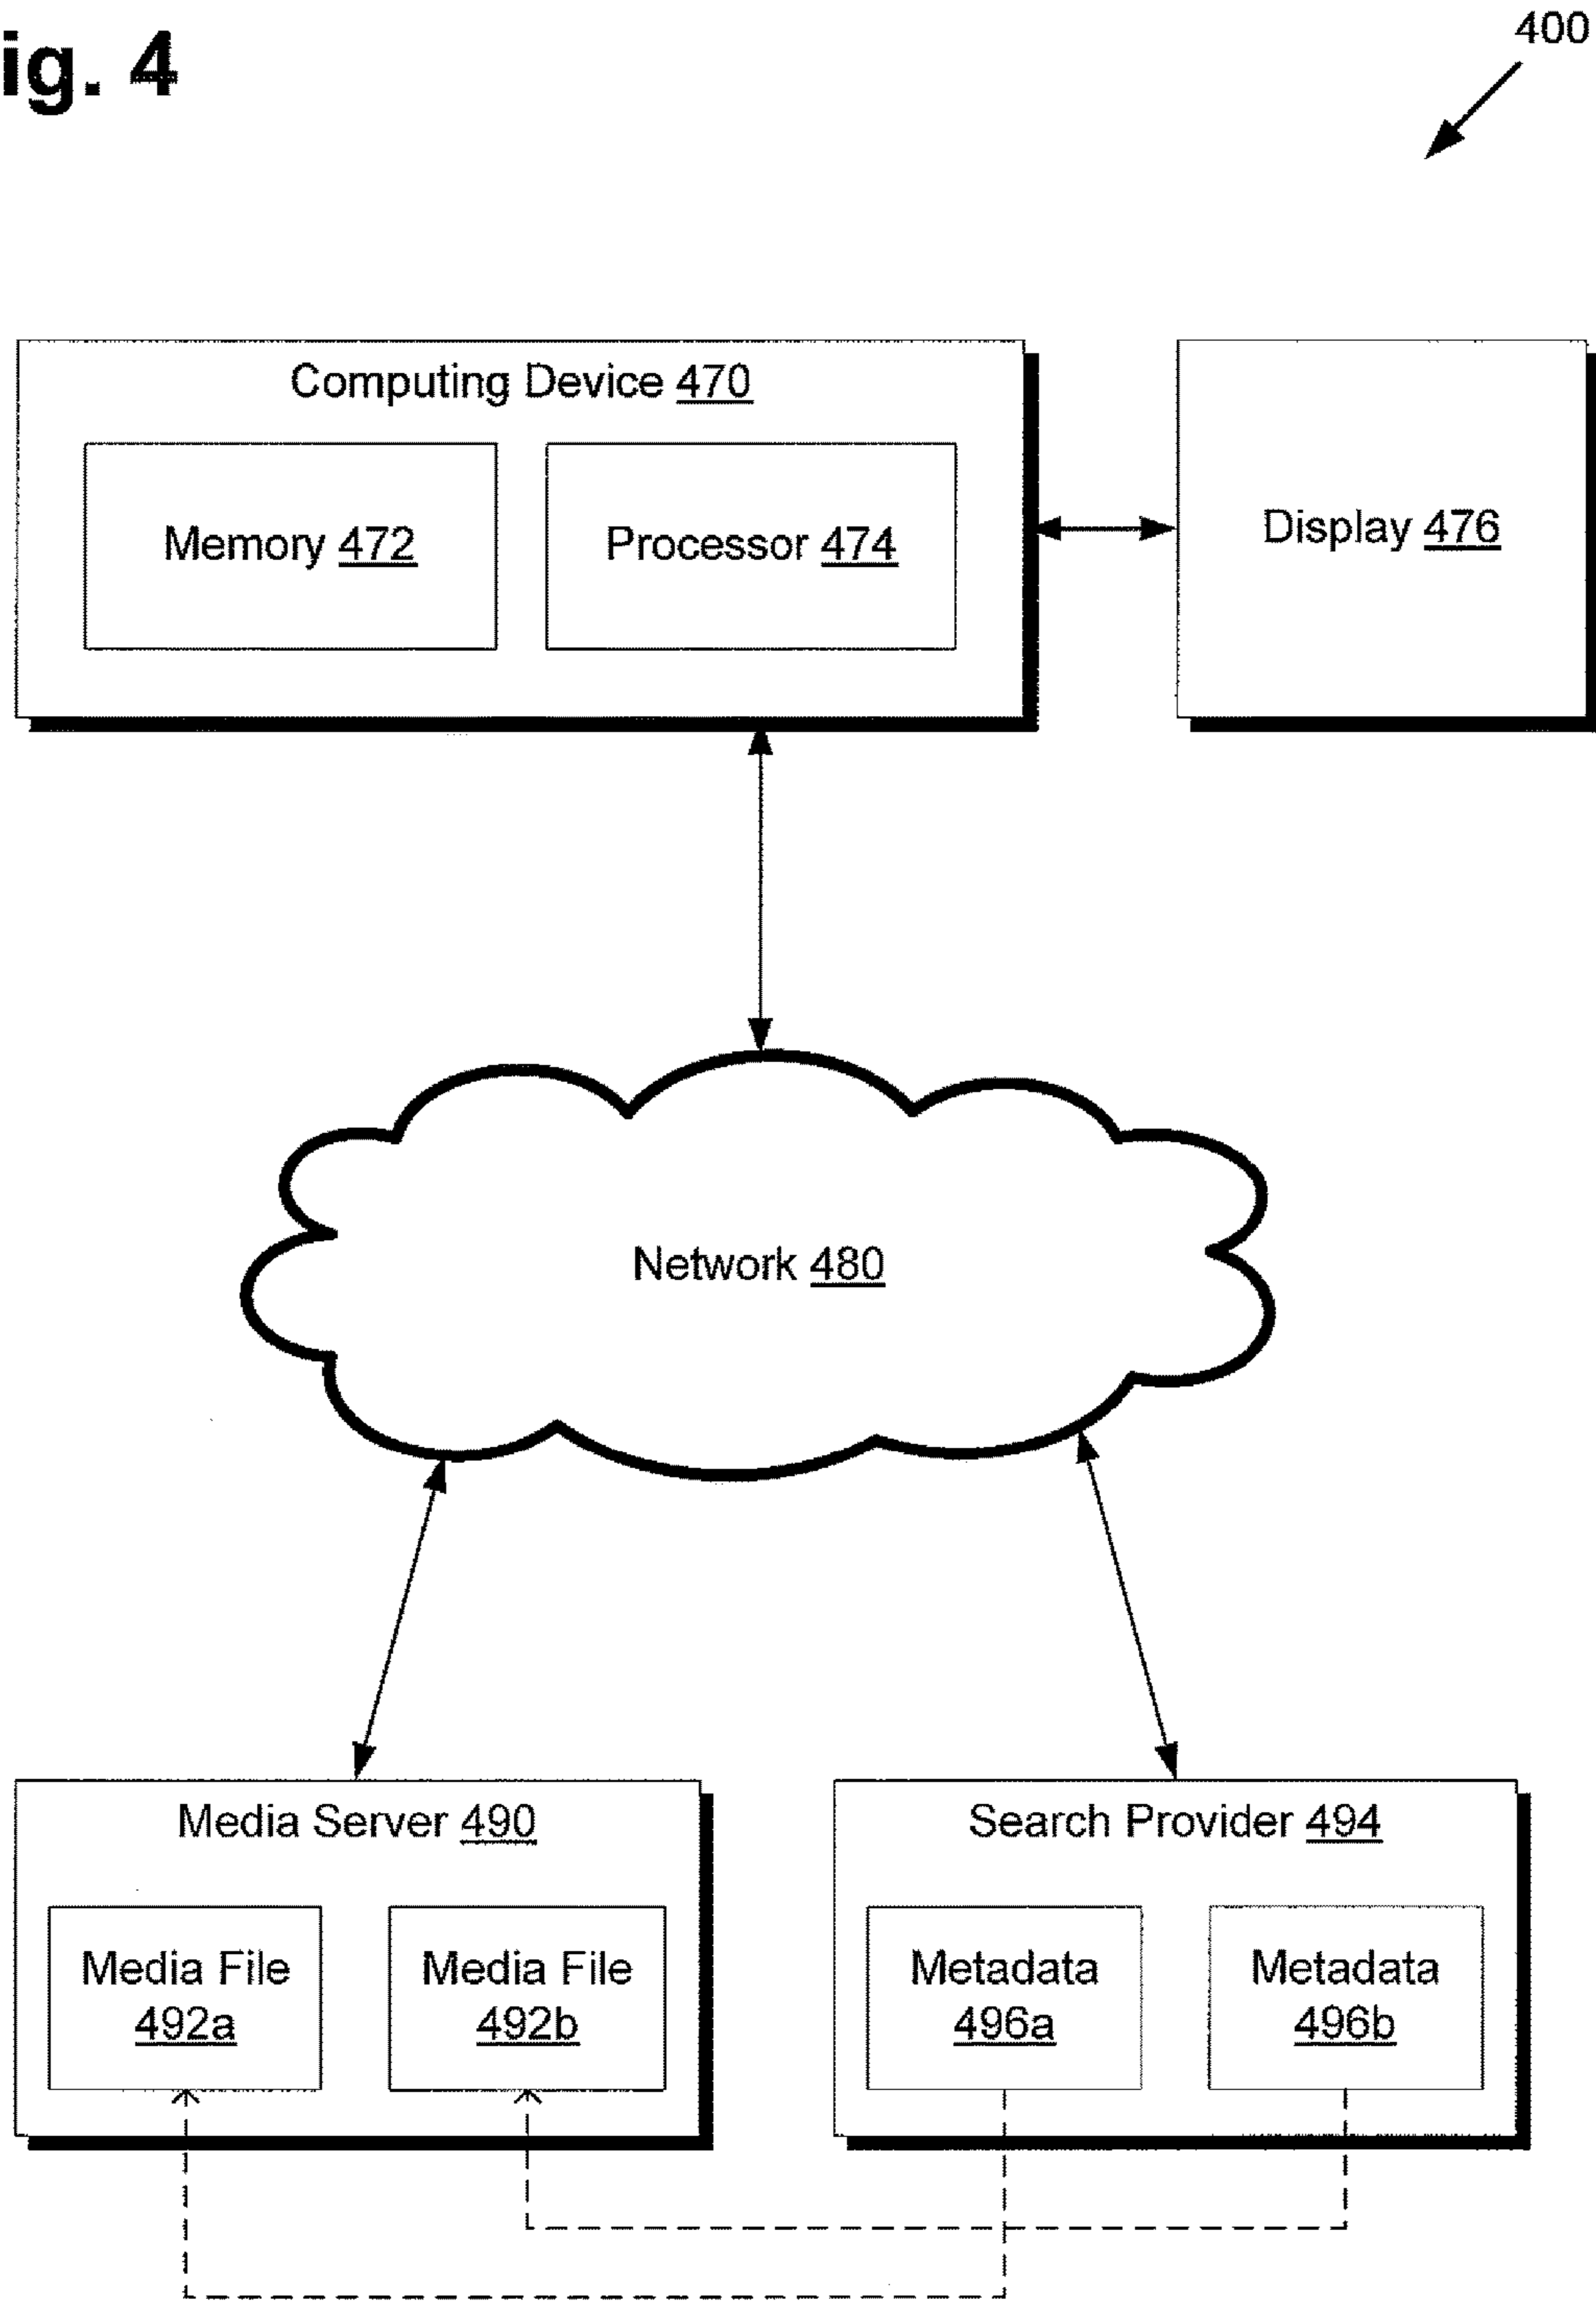 ig. 4
400
Computing Device 470
Memory 472
Processor 474
Display 476
Network 480
Media Server 490
Media File
492a
Media File
492b
Search Provider 494
Metadata
496a
Metadata
496b